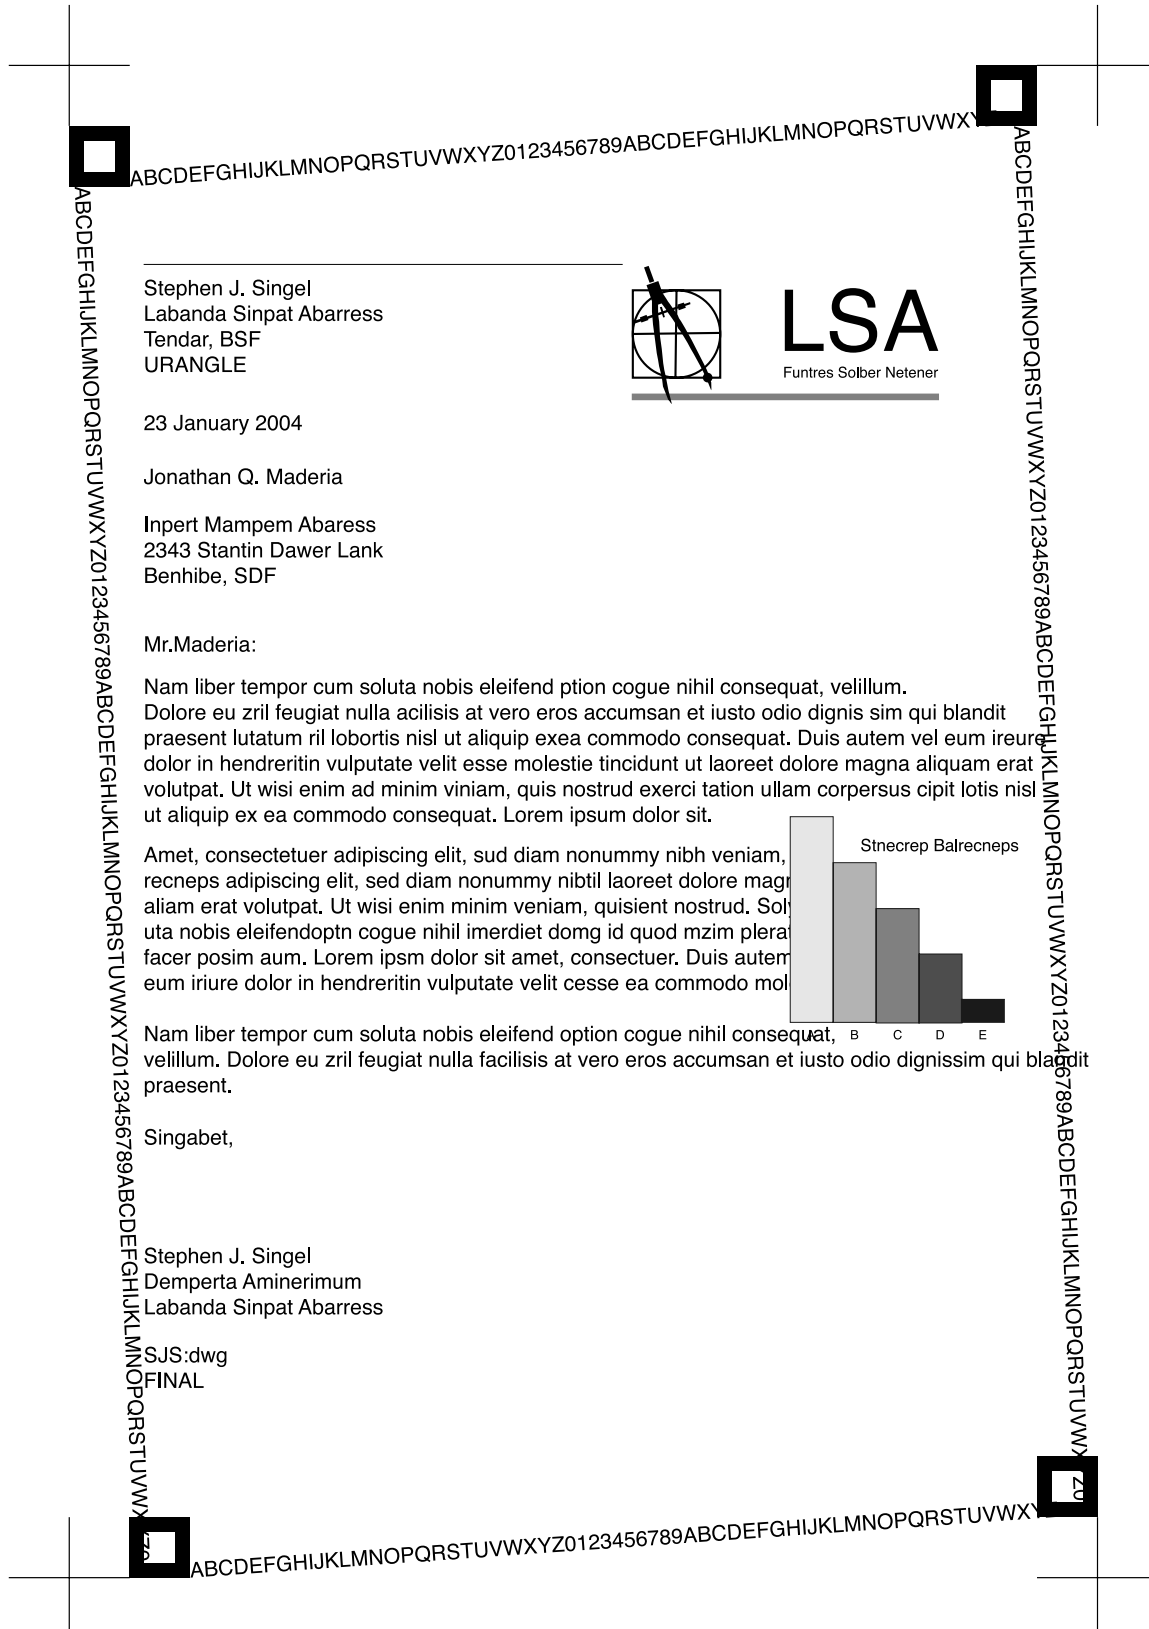 ABCDEFGHIJKLMNOPQRSTUVWXYZ0123456789ABCDEFGHIJKLMNOPQRSTUVWXY
ABCDEFGHIJKLMNOPQRSTUVWXYZ0123456789ABCDEFGHIJKLMNOPQRSTUVWXYZ0123456789ABCDEFGHIJKLMNOPQRSTUVWX
Stephen J. Singel
Labanda Sinpat Abarress
Tendar, BSF
URANGLE
LSA
Funtres Solber Netener
23 January 2004
Jonathan Q. Maderia
Inpert Mampem Abaress
2343 Stantin Dawer Lank
Benhibe, SDF
Mr.Maderia:
Nam liber tempor cum soluta nobis eleifend ption cogue nihil consequat, velillum.
Dolore eu zril feugiat nulla acilisis at vero eros accumsan et iusto odio dignis sim qui blandit
praesent lutatum ril lobortis nisl ut aliquip exea commodo consequat. Duis autem vel eum ireure
dolor in hendreritin vulputate velit esse molestie tincidunt ut laoreet dolore magna aliquam erat
volutpat. Ut wisi enim ad minim viniam, quis nostrud exerci tation ullam corpersus cipit lotis nisl
ut aliquip ex ea commodo consequat. Lorem ipsum dolor sit.
Amet, consectetuer adipiscing elit, sud diam nonummy nibh veniam,
recneps adipiscing elit, sed diam nonummy nibtil laoreet dolore
aliam erat volutpat. Ut wisi enim minim veniam, quisient nostrud.
uta nobis eleifendoptn cogue nihil imerdiet domg id quod mzim
facer posim aum. Lorem ipsm dolor sit amet, consectuer. Duis autem
eum iriure dolor in hendreritin vulputate velit cesse ea commodo
Stnecrep Balrecneps
A B C D E
Nam liber tempor cum soluta nobis eleifend option cogue nihil consequat,
velillum. Dolore eu zril feugiat nulla facilisis at vero eros accumsan et iusto odio dignissim qui blandit
praesent.
Singabet,
Stephen J. Singel
Demperta Aminerimum
Labanda Sinpat Abarress
SJS:dwg
FINAL
ABCDEFGHIJKLMNOPQRSTUVWXYZ0123456789ABCDEFGHIJKLMNOPQRSTUVWXYZ0123456789ABCDEFGHIJKLMNOPQRSTUVWX
ABCDEFGHIJKLMNOPQRSTUVWXYZ0123456789ABCDEFGHIJKLMNOPQRSTUVWXY